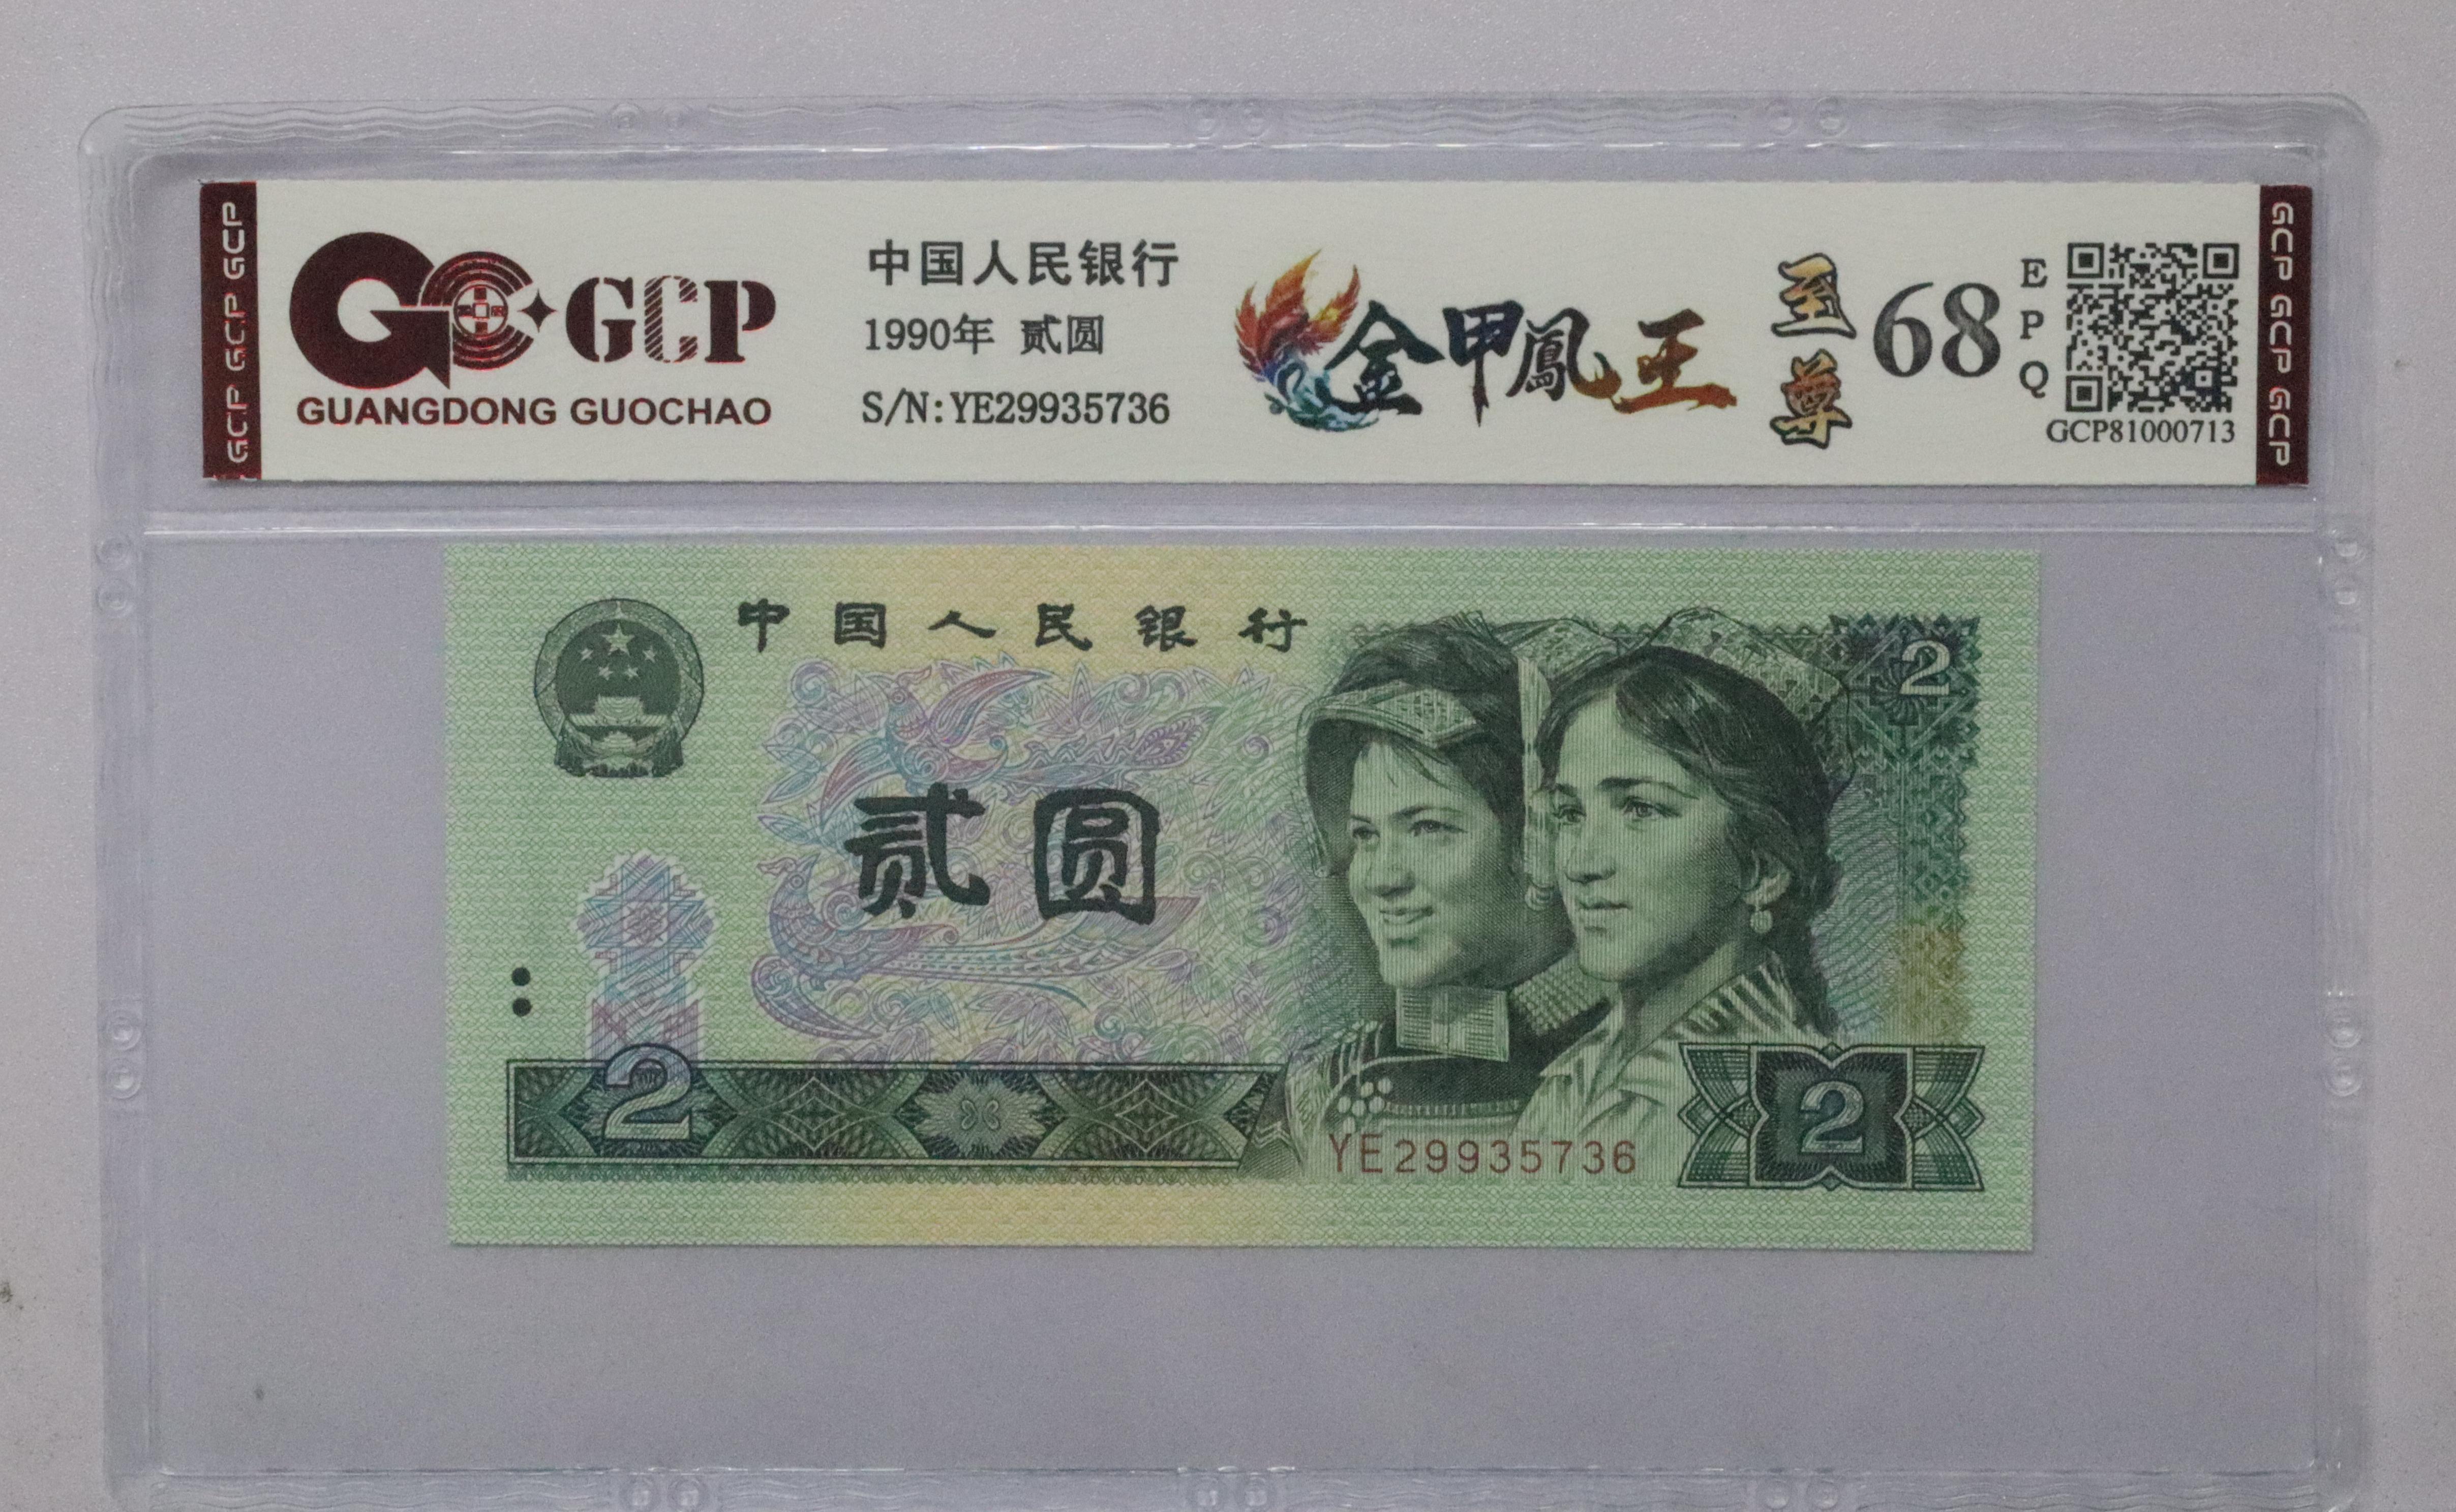 GCP GCP GCP
GCP
GUANGDONG GUOCHAO
中国人民银行
1990年 贰圆
S/N:YE29935736
金甲鳳王
至尊
68
EPQ
GCP81000713
GCP GCP GCP
中国人民银行
2
贰圆
2
YE29935736
2